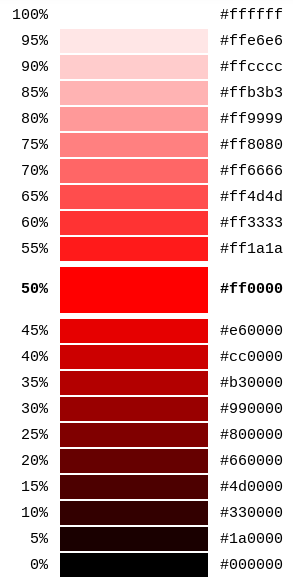 100% #ffffff
95% #ffe6e6
90% #ffcccc
85% #ffb3b3
80% #ff9999
75% #ff8080
70% #ff6666
65% #ff4d4d
60% #ff3333
55% #ff1a1a
50% #ff0000
45% #e60000
40% #cc0000
35% #b30000
30% #990000
25% #800000
20% #660000
15% #4d0000
10% #330000
5% #1a0000
0% #000000